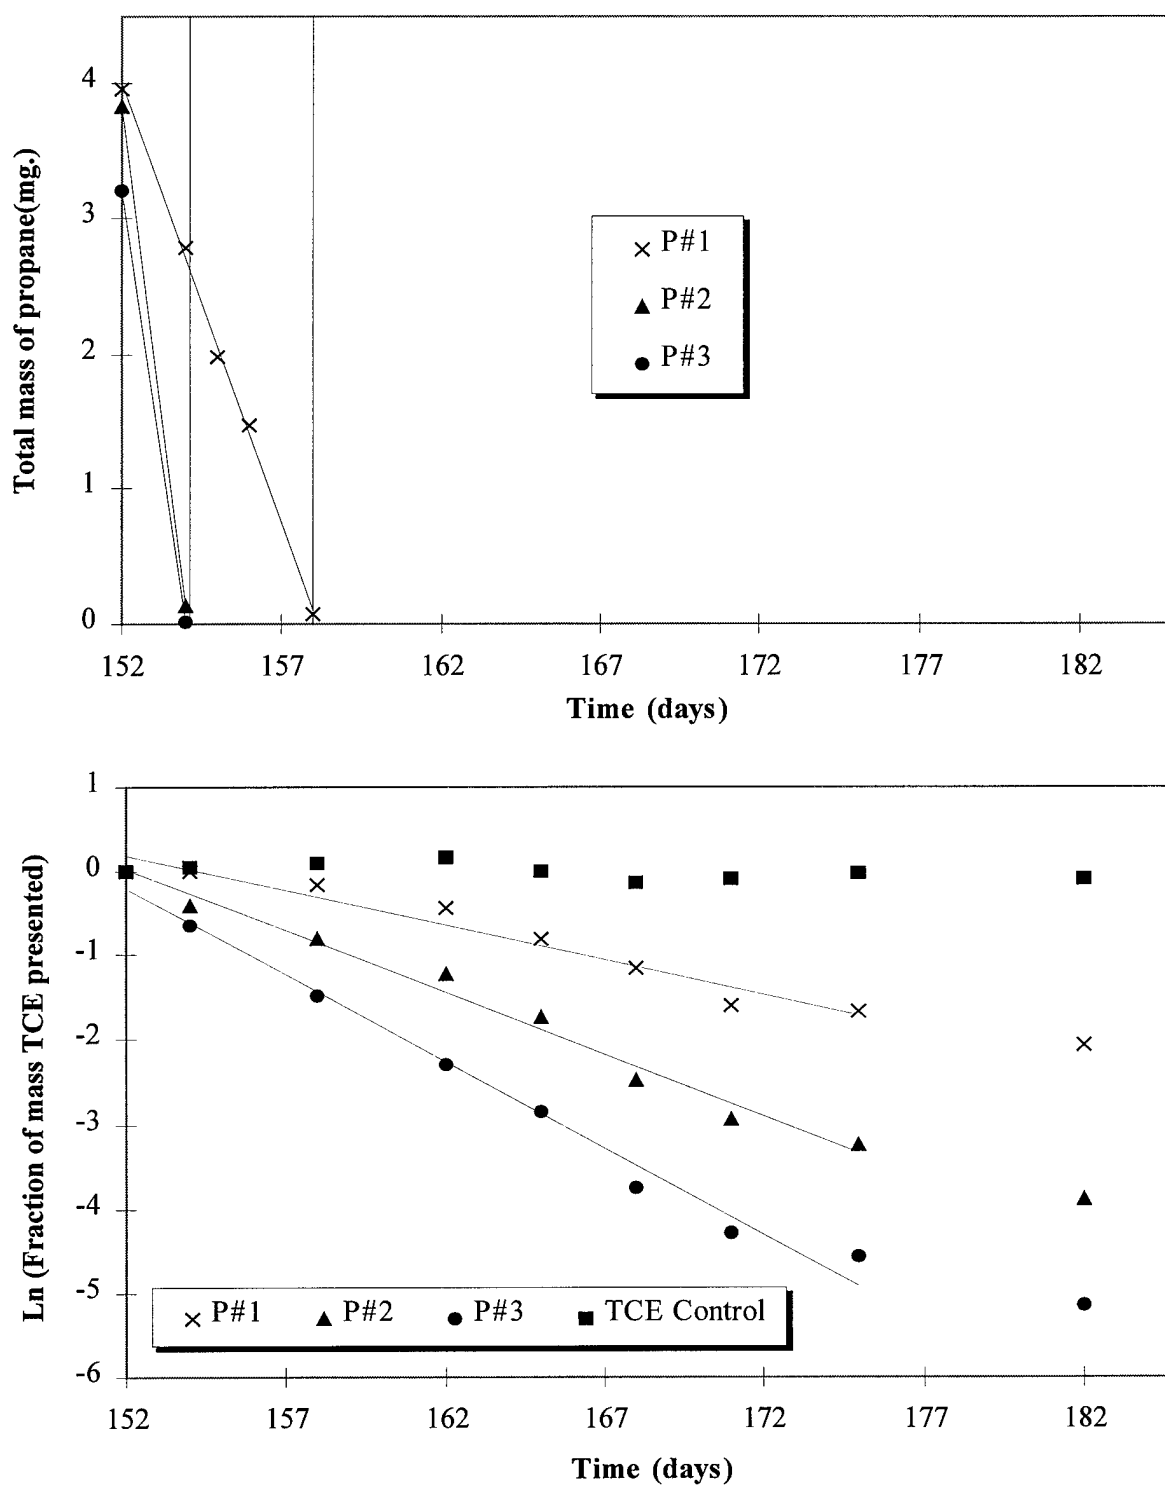 Total mass of propane(mg.)
4
3
2
1
0
P#1
P#2
P#3
152 157 162 167 172 177 182
Time (days)
Ln (Fraction of mass TCE presented)
1
0
-1
-2
-3
-4
-5
-6
P#1 P#2 P#3 TCE Control
152 157 162 167 172 177 182
Time (days)